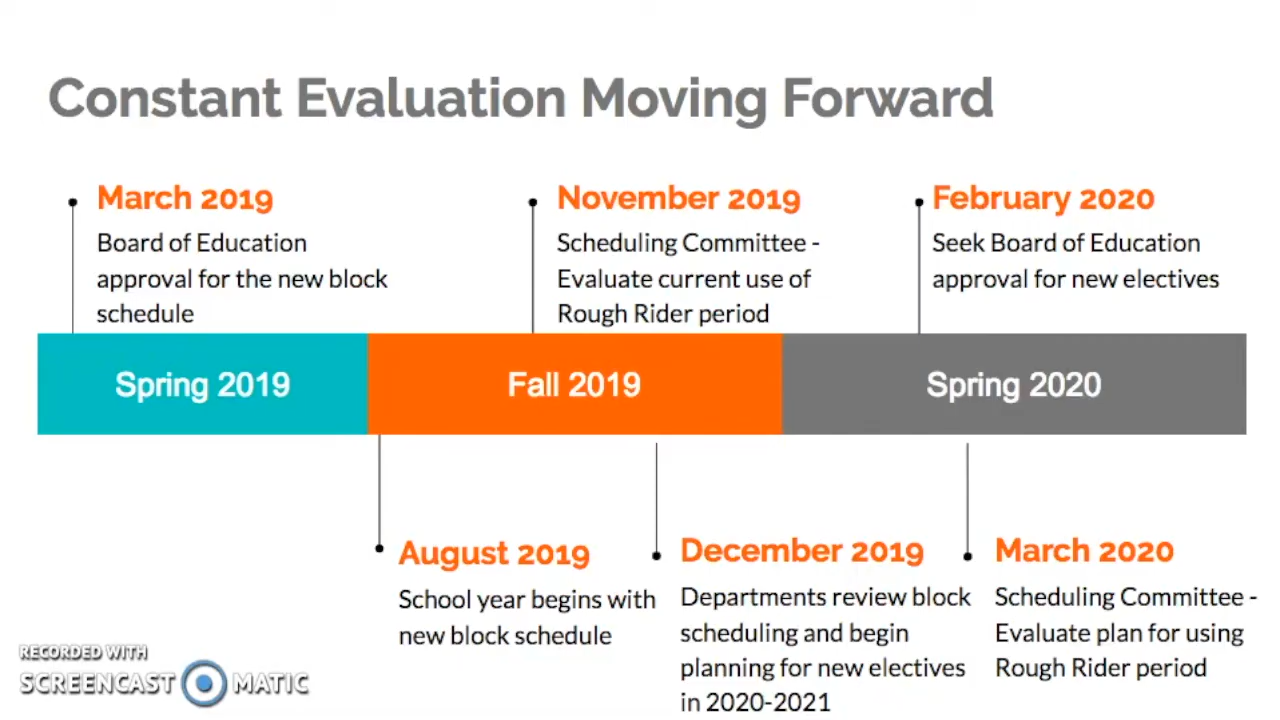 Constant Evaluation Moving Forward
March 2019
Board of Education
approval for the new block
schedule
November 2019
Scheduling Committee -
Evaluate current use of
Rough Rider period
February 2020
Seek Board of Education
approval for new electives
Spring 2019
Fall 2019
Spring 2020
August 2019
School year begins with
new block schedule
December 2019
Departments review block
scheduling and begin
planning for new electives
in 2020-2021
March 2020
Scheduling Committee -
Evaluate plan for using
Rough Rider period
RECORDED WITH
SCREENCAST MATIC